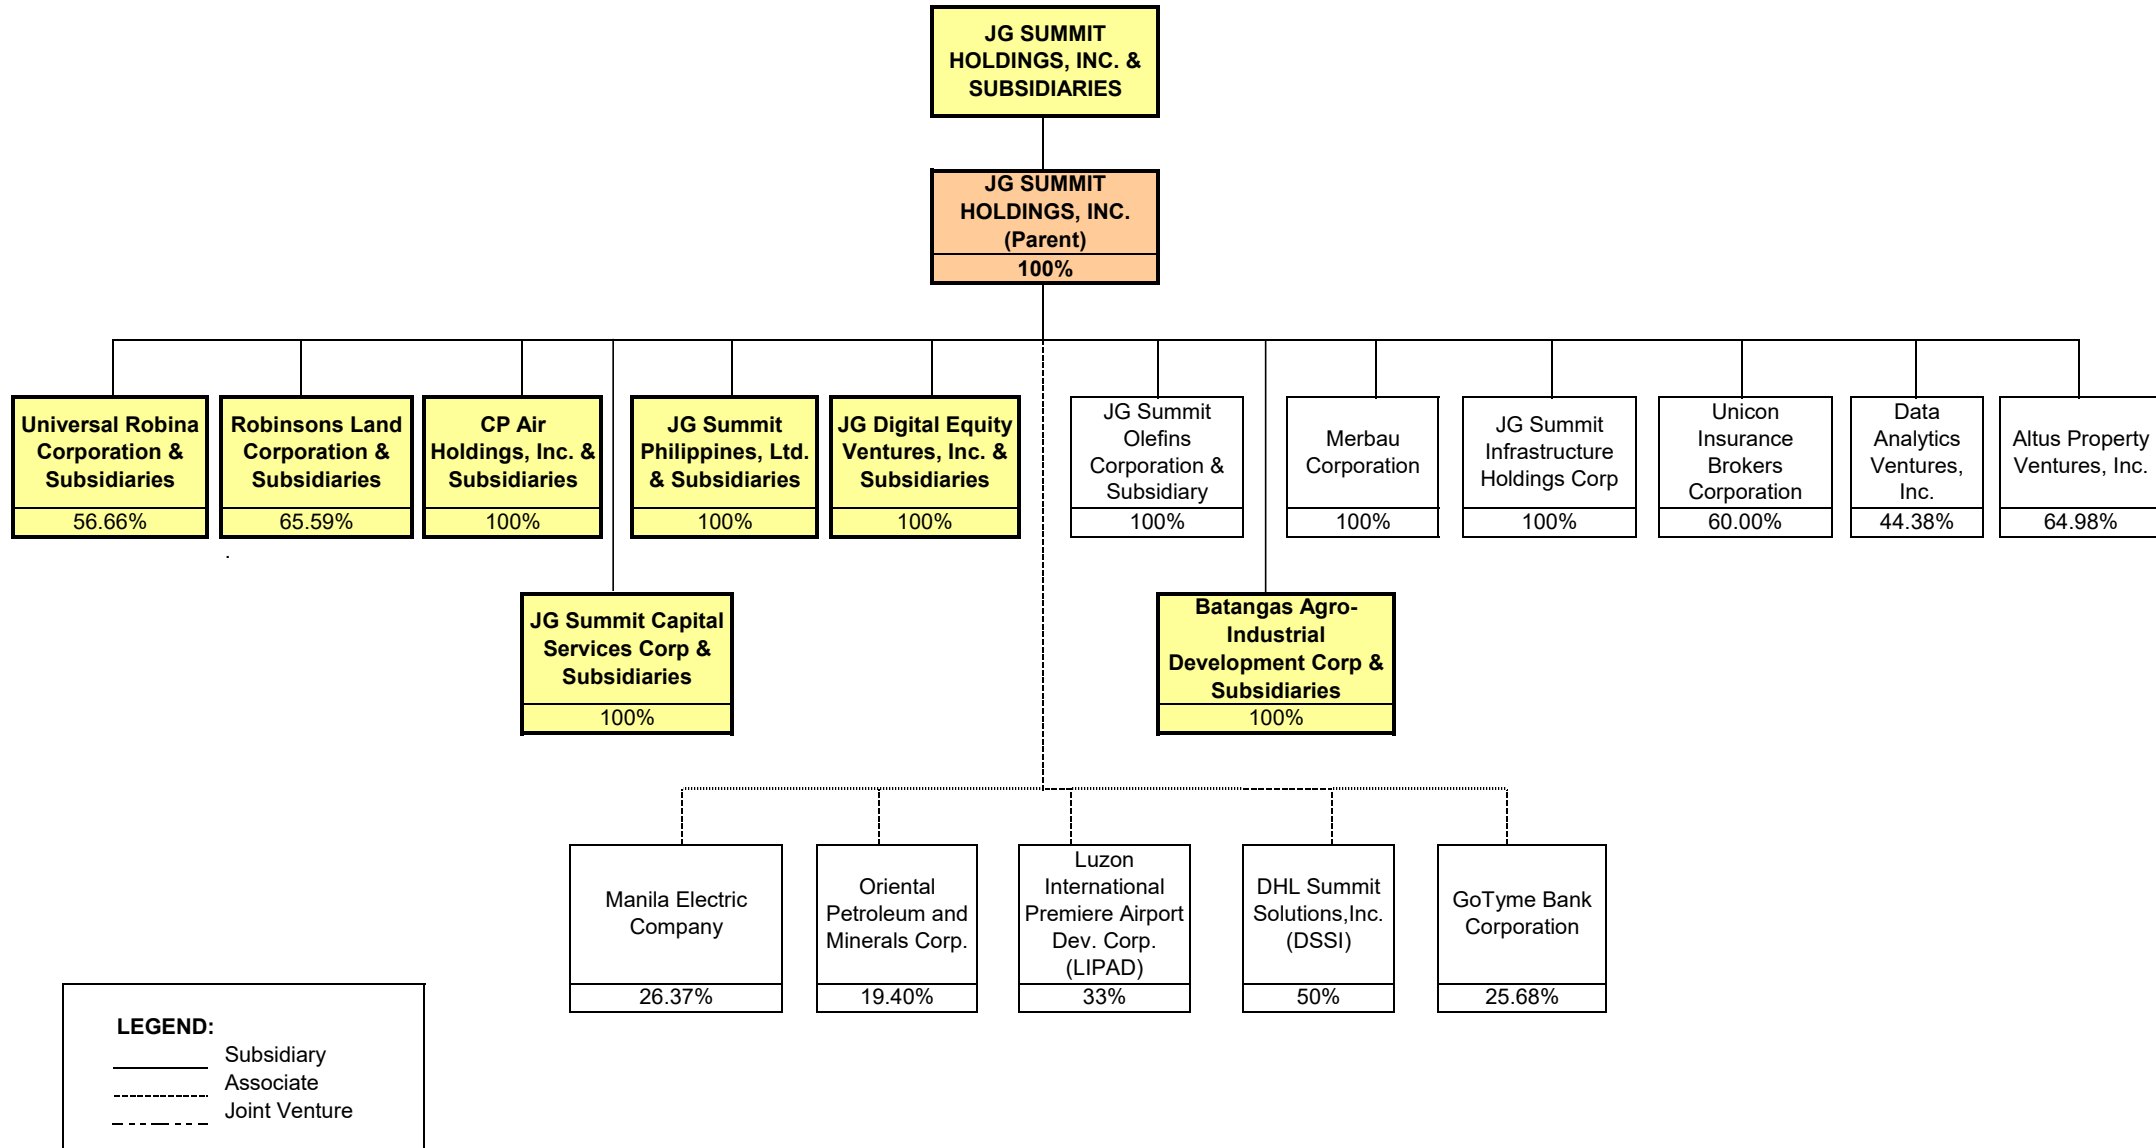 JG SUMMIT
HOLDINGS, INC. &
SUBSIDIARIES
JG SUMMIT
HOLDINGS, INC.
(Parent)
100%
Universal Robina
Corporation &
Subsidiaries
56.66%
Robinsons Land
Corporation &
Subsidiaries
65.59%
.
CP Air
Holdings, Inc. &
Subsidiaries
100%
JG Summit
Philippines, Ltd.
& Subsidiaries
100%
JG Digital Equity
Ventures, Inc. &
Subsidiaries
100%
JG Summit
Olefins
Corporation &
Subsidiary
100%
Merbau
Corporation
100%
JG Summit
Infrastructure
Holdings Corp
100%
Unicon
Insurance
Brokers
Corporation
60.00%
Data
Analytics
Ventures,
Inc.
44.38%
Altus Property
Ventures, Inc.
64.98%
JG Summit Capital
Services Corp &
Subsidiaries
100%
Batangas Agro-
Industrial
Development Corp &
Subsidiaries
100%
Manila Electric
Company
26.37%
Oriental
Petroleum and
Minerals Corp.
19.40%
Luzon
International
Premiere Airport
Dev. Corp.
(LIPAD)
33%
DHL Summit
Solutions,Inc.
(DSSI)
50%
GoTyme Bank
Corporation
25.68%
LEGEND:
Subsidiary
Associate
Joint Venture